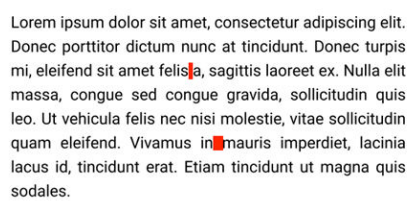 Lorem ipsum dolor sit amet, consectetur adipiscing elit.
Donec porttitor dictum nunc at tincidunt. Donec turpis
mi, eleifend sit amet felis a, sagittis laoreet ex. Nulla elit
massa, congue sed congue gravida, sollicitudin quis
leo. Ut vehicula felis nec nisi molestie, vitae sollicitudin
quam eleifend. Vivamus in mauris imperdiet, lacinia
lacus id, tincidunt erat. Etiam tincidunt ut magna quis
sodales.